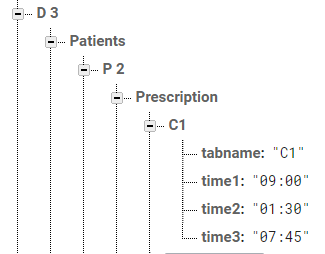 D 3
Patients
P 2
Prescription
C1
tabname: "C1"
time1: "09:00"
time2: "01:30"
time3: "07:45"